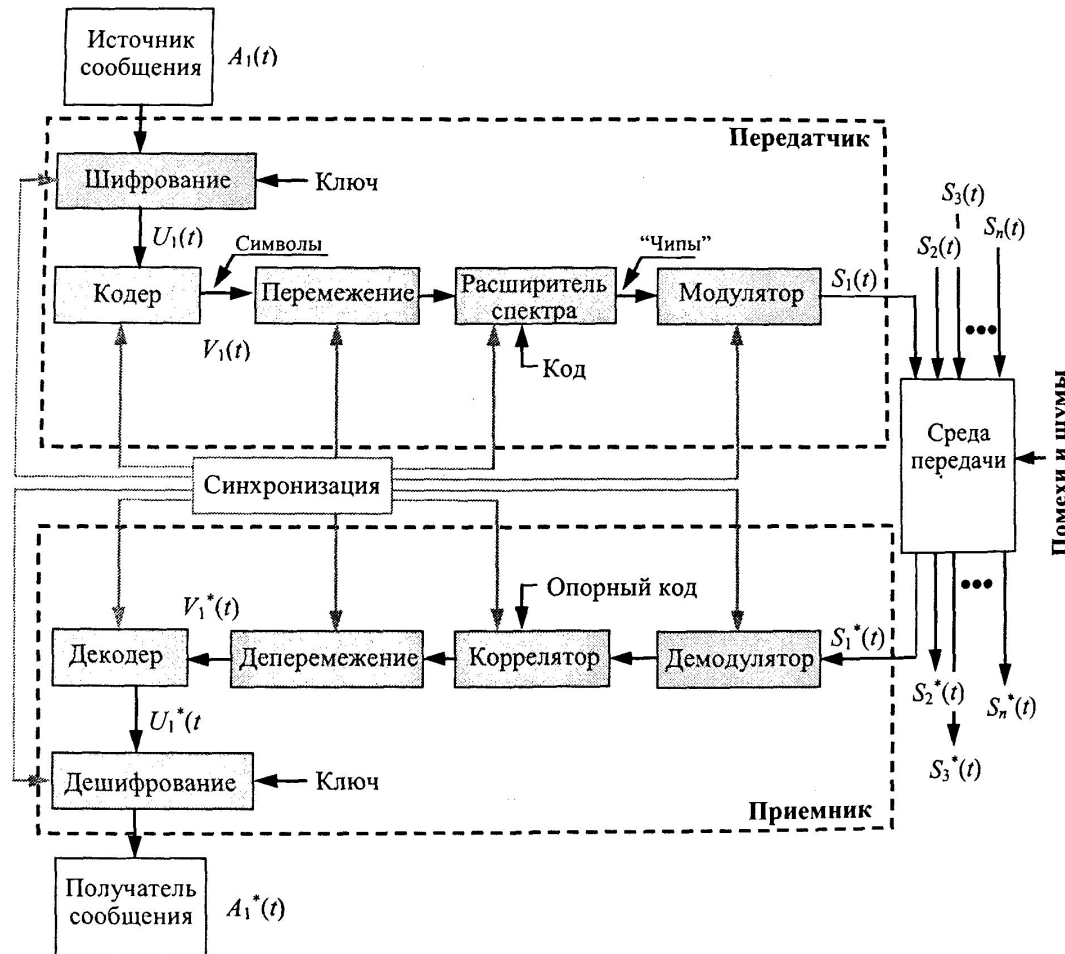 Источник
сообщения
A₁(t)
Передатчик
Шифрование
Ключ
S₃(t)
S₂(t)
Sₙ(t)
U₁(t)
Символы
"Чипы"
Кодер
Перемежение
Расширитель
спектра
Модулятор
S₁(t)
V₁(t)
Код
Среда
передачи
Помехи и шумы
Синхронизация
Опорный код
V₁*(t)
Декодер
Деперемежение
Коррелятор
Демодулятор
S₁*(t)
S₂*(t)
Sₙ*(t)
S₃*(t)
U₁*(t
Дешифрование
Ключ
Приемник
Получатель
сообщения
A₁*(t)